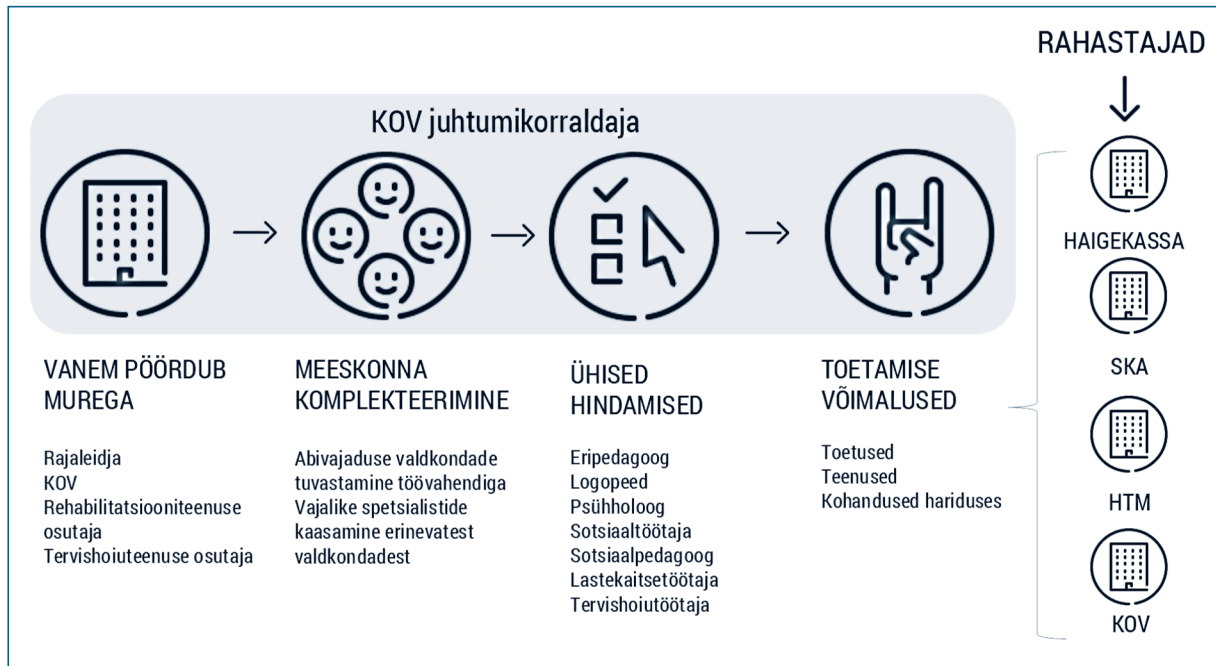 RAHASTAJAD
KOV juhtumikorraldaja
VANEM PÖÖRDUB
MUREGA
Rajaleidja
KOV
Rehabilitatsiooniteenuse
osutaja
Tervishoiuteenuse osutaja
MEESKONNA
KOMPLEKTEERIMINE
Abivajaduse valdkondade
tuvastamine töövahendiga
Vajalike spetsialistide
kaasamine erinevatest
valdkondadest
ÜHISED
HINDAMISED
Eripedagoog
Logopeed
Psühholoog
Sotsiaaltöötaja
Sotsiaalpedagoog
Lastekaitsetöötaja
Tervishoiutöötaja
TOETAMISE
VÕIMALUSED
Toetused
Teenused
Kohandused hariduses
HAIGEKASSA
SKA
HTM
KOV